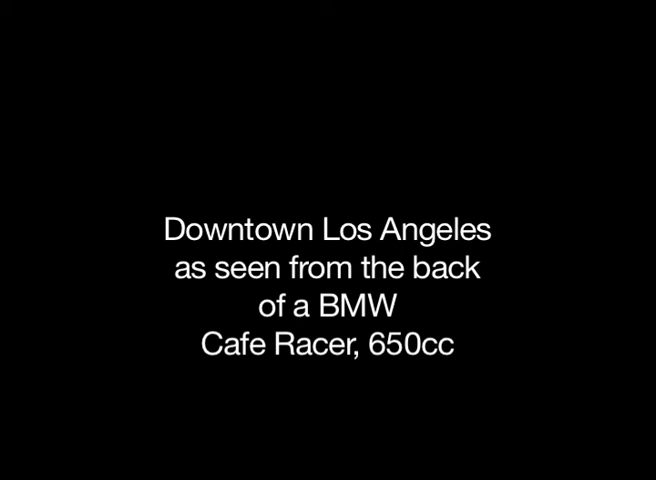 Downtown Los Angeles
as seen from the back
of a BMW
Cafe Racer, 650cc